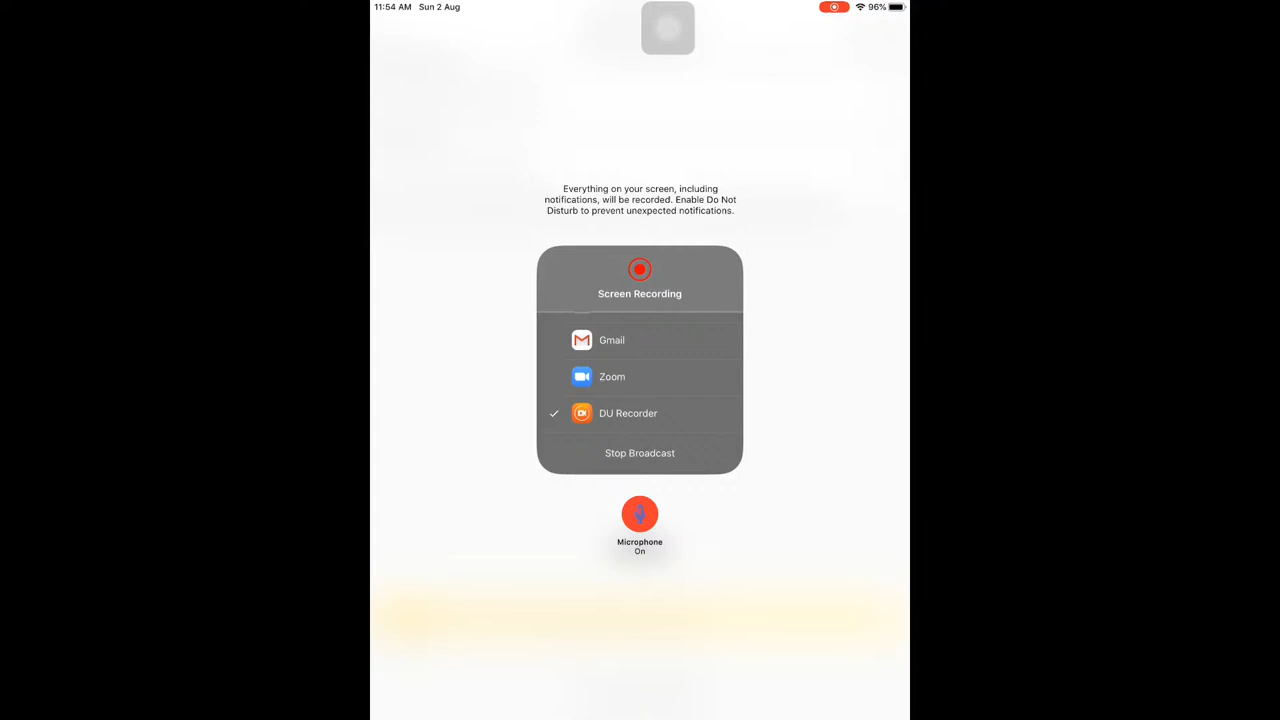 11:54 AM Sun 2 Aug 96%
Everything on your screen, including
notifications, will be recorded. Enable Do Not
Disturb to prevent unexpected notifications.
Screen Recording
Gmail
Zoom
DU Recorder
Stop Broadcast
Microphone
On